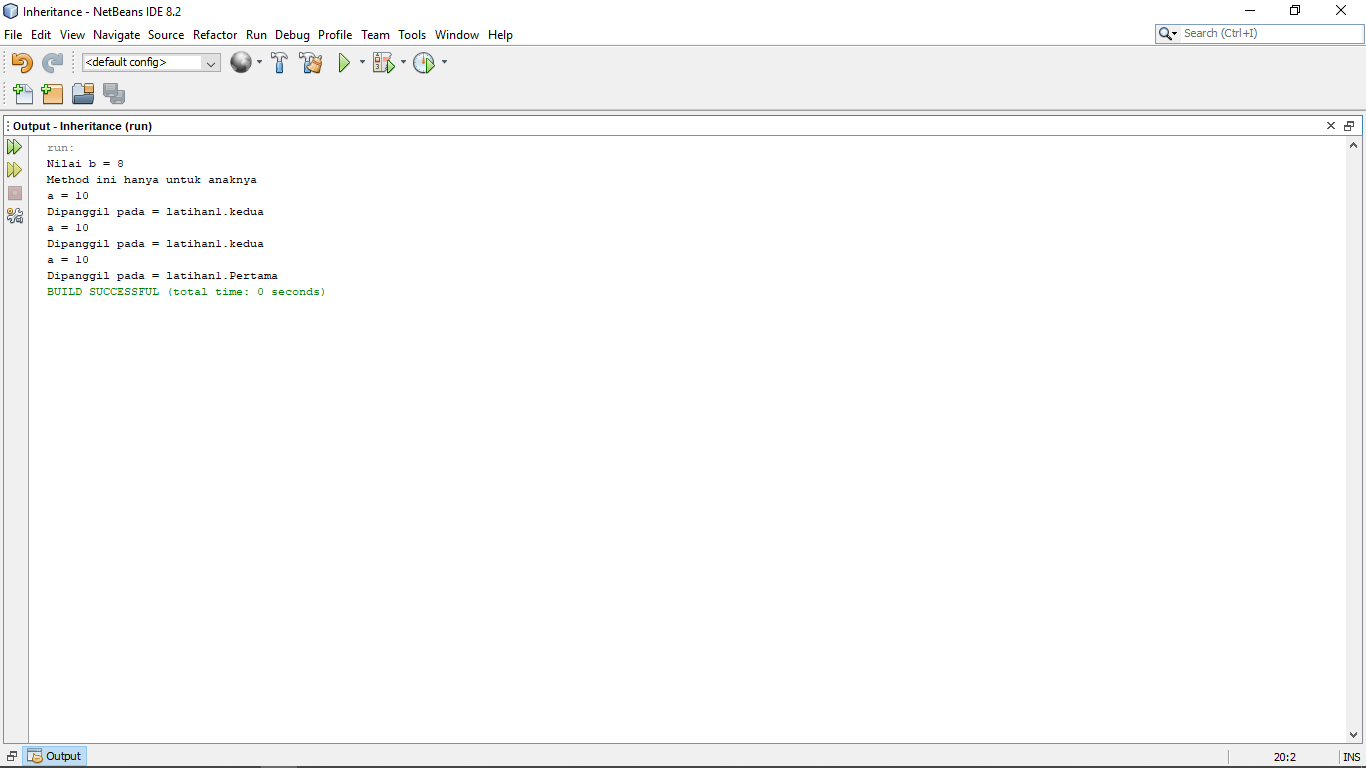 Inheritance - NetBeans IDE 8.2
File Edit View Navigate Source Refactor Run Debug Profile Team Tools Window Help
Search (Ctrl+I)
<default config>
Output - Inheritance (run)
run:
Nilai b = 8
Method ini hanya untuk anaknya
a = 10
Dipanggil pada = latihan1.kedua
a = 10
Dipanggil pada = latihan1.kedua
a = 10
Dipanggil pada = latihan1.Pertama
BUILD SUCCESSFUL (total time: 0 seconds)
Output
20:2
INS